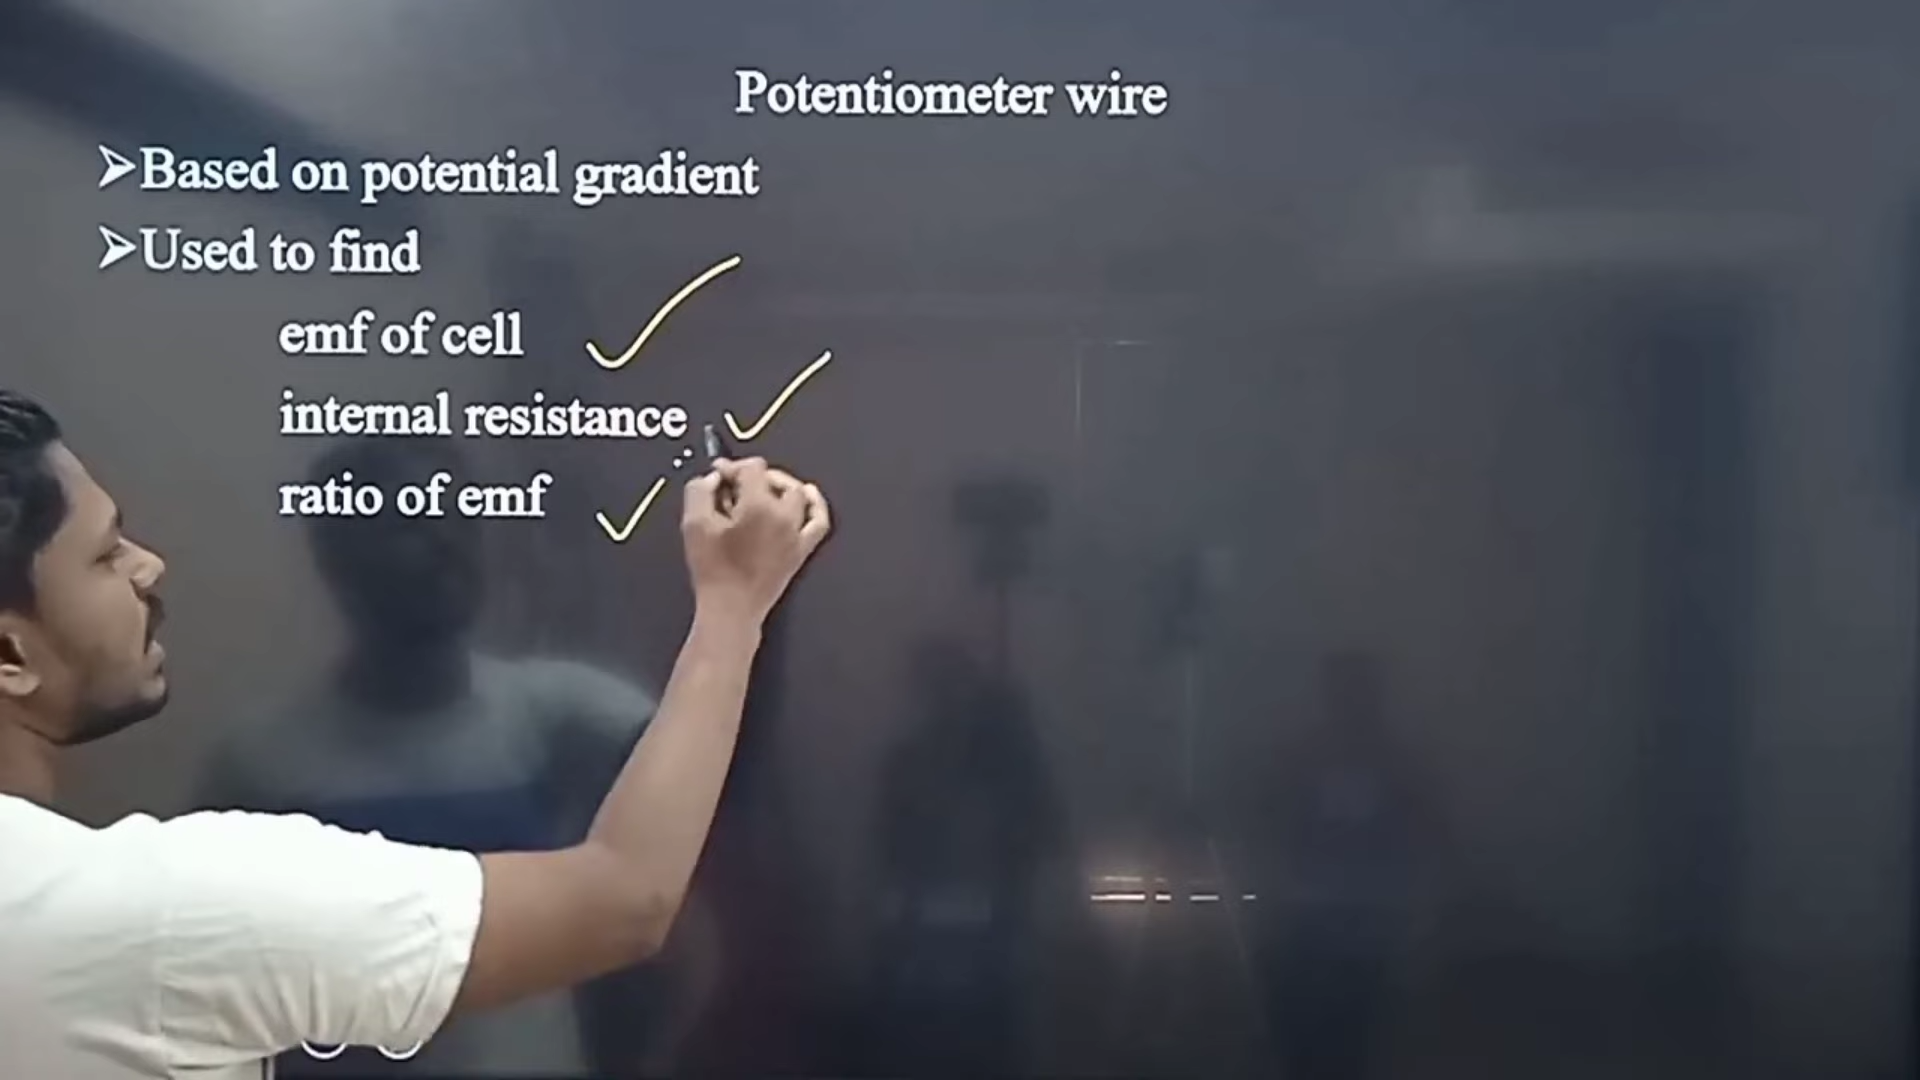 Potentiometer wire
➢Based on potential gradient
➢Used to find
emf of cell
internal resistance
ratio of emf